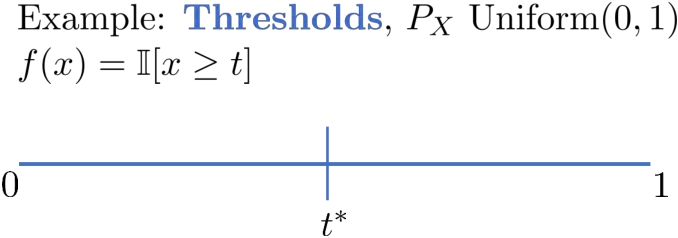 Example: Thresholds, P_X Uniform(0, 1)
f(x) = 𝕀[x ≥ t]
0 1
t*